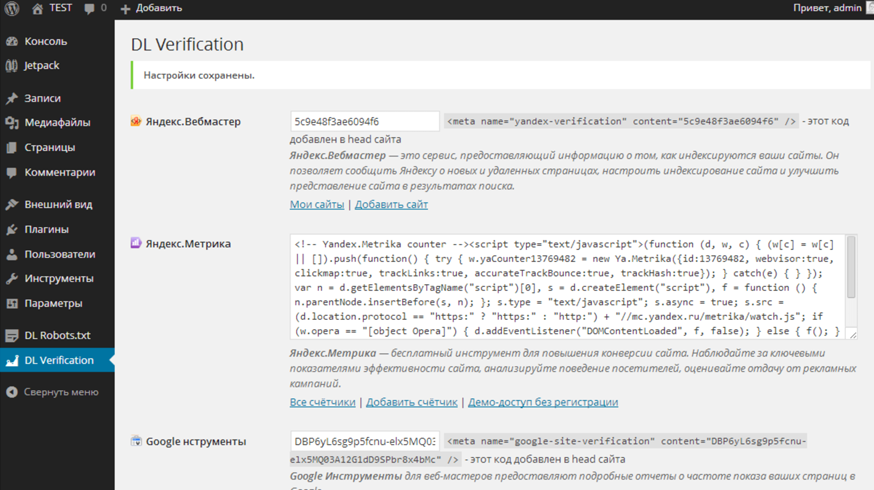 TEST 0 + Добавить Привет, admin
Консоль
Jetpack
Записи
Медиафайлы
Страницы
Комментарии
Внешний вид
Плагины
Пользователи
Инструменты
Параметры
DL Robots.txt
DL Verification
Свернуть меню
DL Verification
Настройки сохранены.
Яндекс.Вебмастер
5c9e48f3ae6094f6 <meta name="yandex-verification" content="5c9e48f3ae6094f6" /> - этот код
добавлен в head сайта
Яндекс.Вебмастер — это сервис, предоставляющий информацию о том, как индексируются ваши сайты. Он
позволяет сообщить Яндексу о новых и удаленных страницах, настроить индексирование сайта и улучшить
представление сайта в результатах поиска.
Мои сайты | Добавить сайт
Яндекс.Метрика
<!-- Yandex.Metrika counter --><script type="text/javascript">(function (d, w, c) { (w[c] = w[c]
|| []).push(function() { try { w.yaCounter13769482 = new Ya.Metrika({id:13769482, webvisor:true,
clickmap:true, trackLinks:true, accurateTrackBounce:true, trackHash:true}); } catch(e) { } });
var n = d.getElementsByTagName("script")[0], s = d.createElement("script"), f = function () {
n.parentNode.insertBefore(s, n); }; s.type = "text/javascript"; s.async = true; s.src =
(d.location.protocol == "https:" ? "https:" : "http:") + "//mc.yandex.ru/metrika/watch.js"; if
(w.opera == "[object Opera]") { d.addEventListener("DOMContentLoaded", f, false); } else { f(); }
Яндекс.Метрика — бесплатный инструмент для повышения конверсии сайта. Наблюдайте за ключевыми
показателями эффективности сайта, анализируйте поведение посетителей, оценивайте отдачу от рекламных
кампаний.
Все счётчики | Добавить счётчик | Демо-доступ без регистрации
Google нструменты
DBP6yL6sg9p5fcnu-elx5MQ03 <meta name="google-site-verification" content="DBP6yL6sg9p5fcnu-
elx5MQ03A12G1dD9SPbr8x4bMc" /> - этот код добавлен в head сайта
Google Инструменты для веб-мастеров предоставляют подробные отчеты о частоте показа ваших страниц в